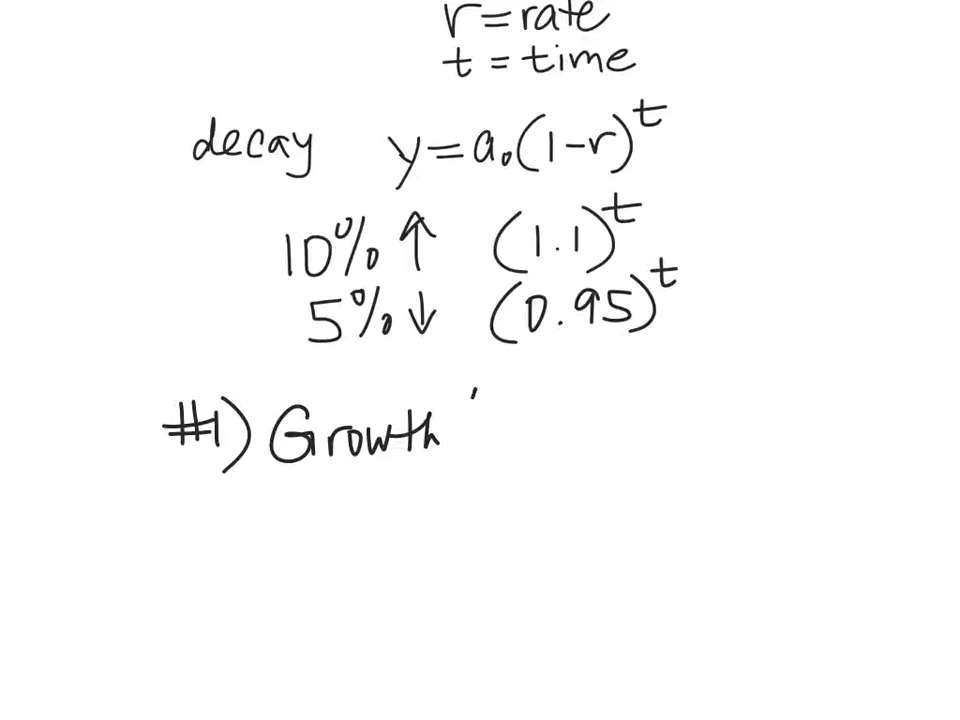 r = rate
t = time
decay y = a₀(1-r)^t
10% ↑ (1.1)^t
5% ↓ (0.95)^t
#1) Growth '